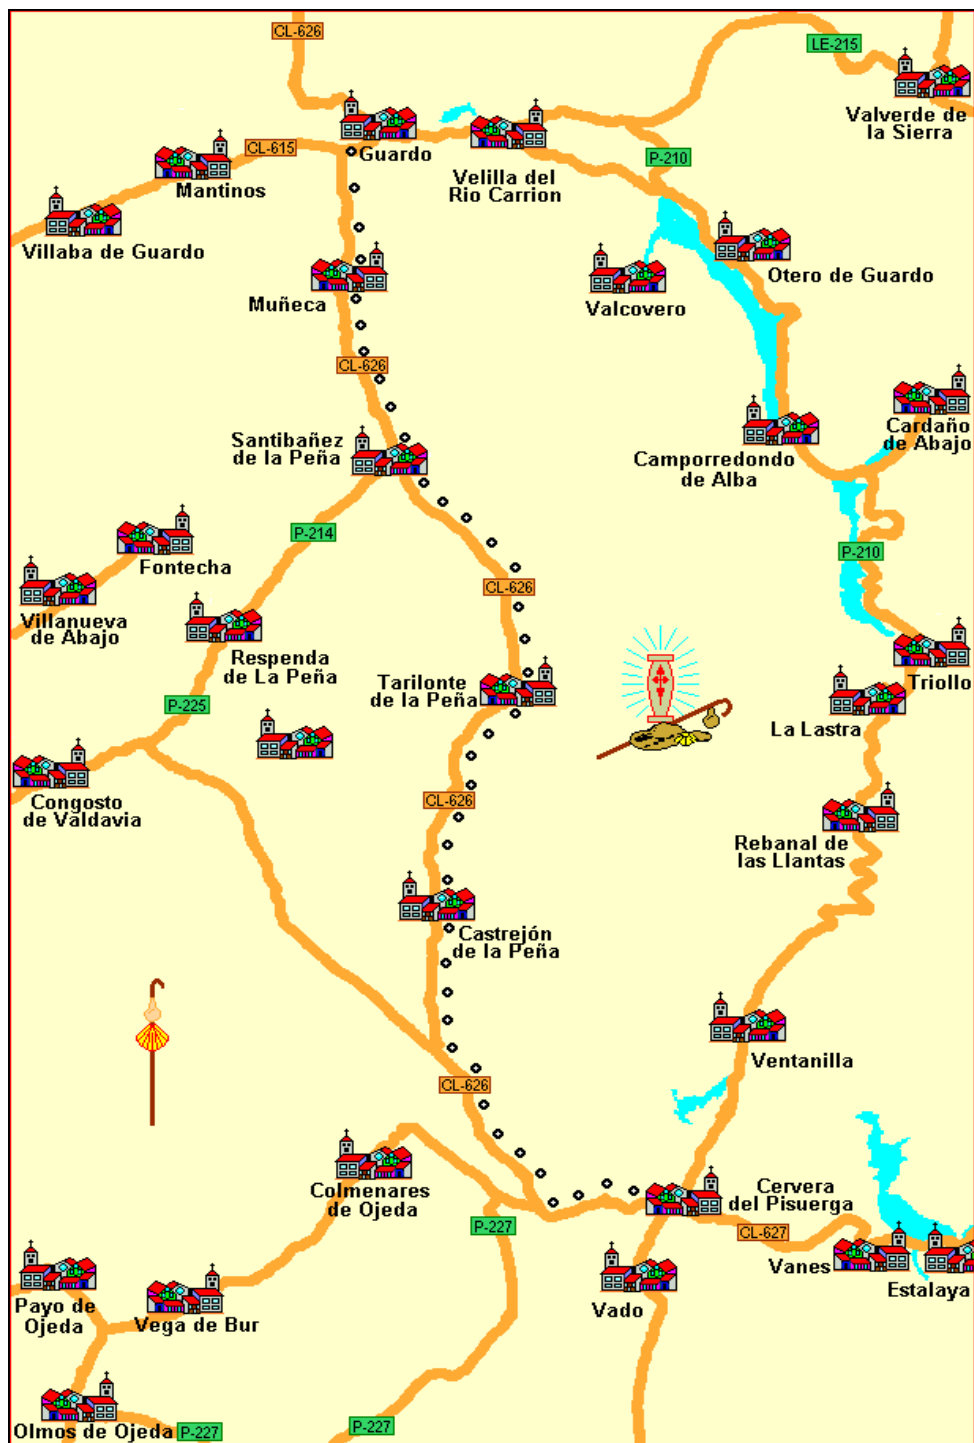 CL-626
LE-215
Valverde de
la Sierra
Guardo
CL-615
Mantinos
Velilla del
Rio Carrion
P-210
Villaba de Guardo
Otero de Guardo
Muñeca
Valcovero
CL-626
Cardaño
de Abajo
Santibañez
de la Peña
Camporredondo
de Alba
P-214
P-210
Fontecha
CL-626
Villanueva
de Abajo
Respenda
de La Peña
Tarilonte
de la Peña
Triollo
La Lastra
P-225
Congosto
de Valdavia
CL-626
Rebanal de
las Llantas
Castrejón
de la Peña
Ventanilla
CL-626
Colmenares
de Ojeda
Cervera
del Pisuerga
P-227
CL-627
Vanes
Estalaya
Payo de
Ojeda
Vega de Bur
Vado
Olmos de Ojeda
P-227
P-227